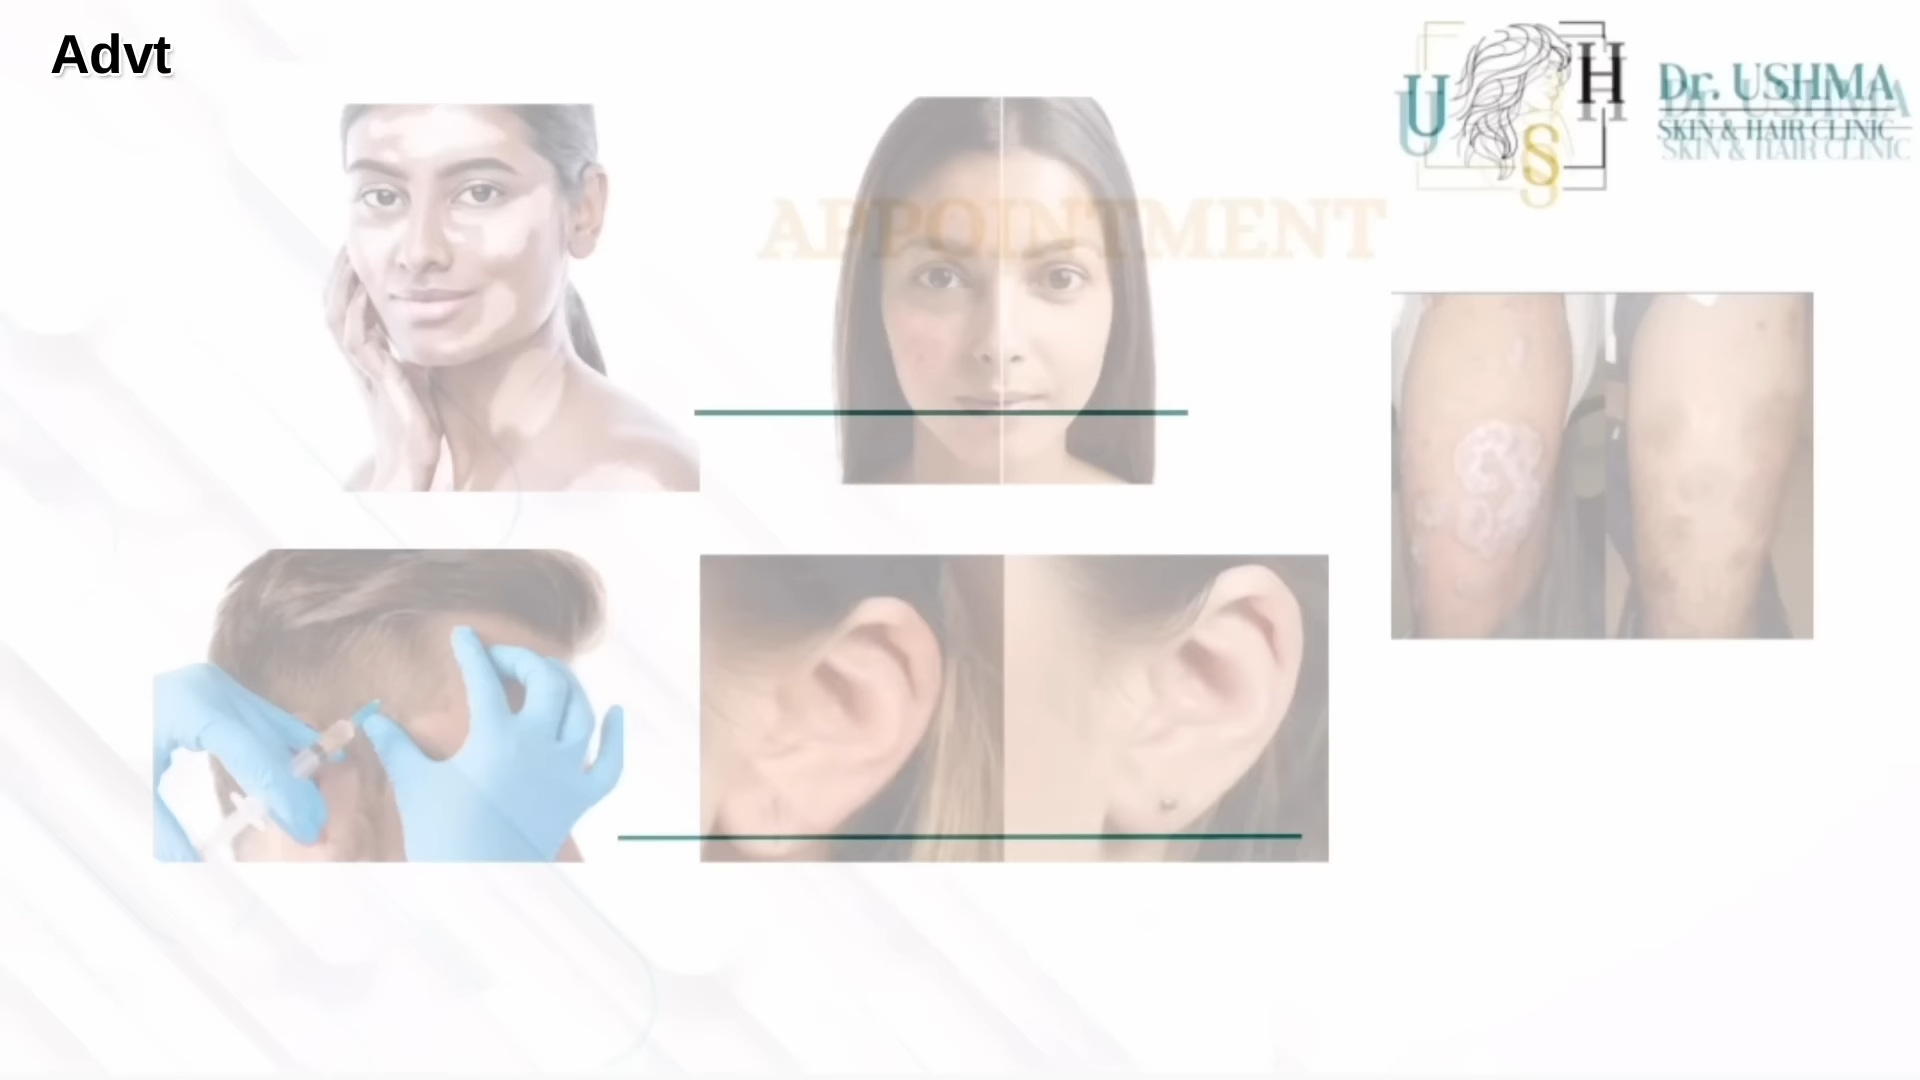 Advt
U S H
Dr. USHMA
SKIN & HAIR CLINIC
APPOINTMENT